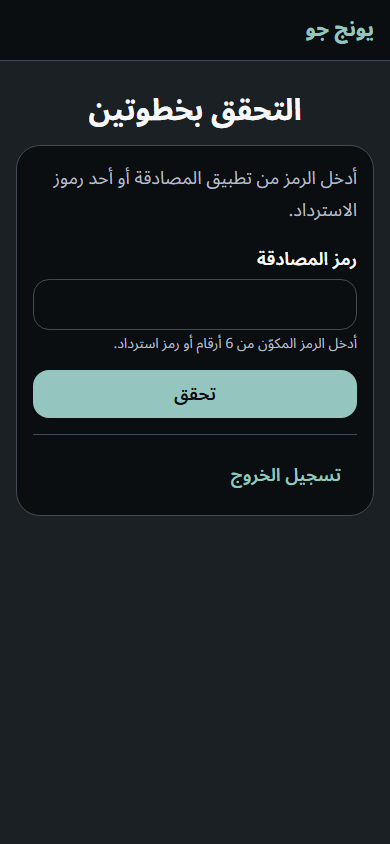 يونج جو
التحقق بخطوتين
أدخل الرمز من تطبيق المصادقة أو أحد رموز
الاسترداد.
رمز المصادقة
أدخل الرمز المكوّن من 6 أرقام أو رمز استرداد.
تحقق
تسجيل الخروج